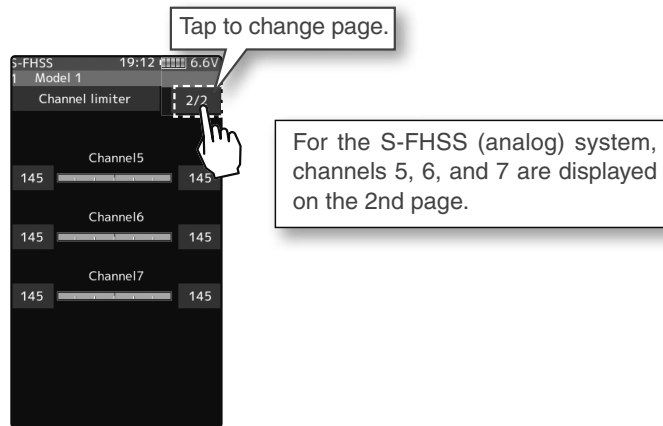 Tap to change page.
S-FHSS 19:12 6.6V
1 Model 1
Channel limiter 2/2
For the S-FHSS (analog) system,
channels 5, 6, and 7 are displayed
on the 2nd page.
Channel5
145 145
Channel6
145 145
Channel7
145 145